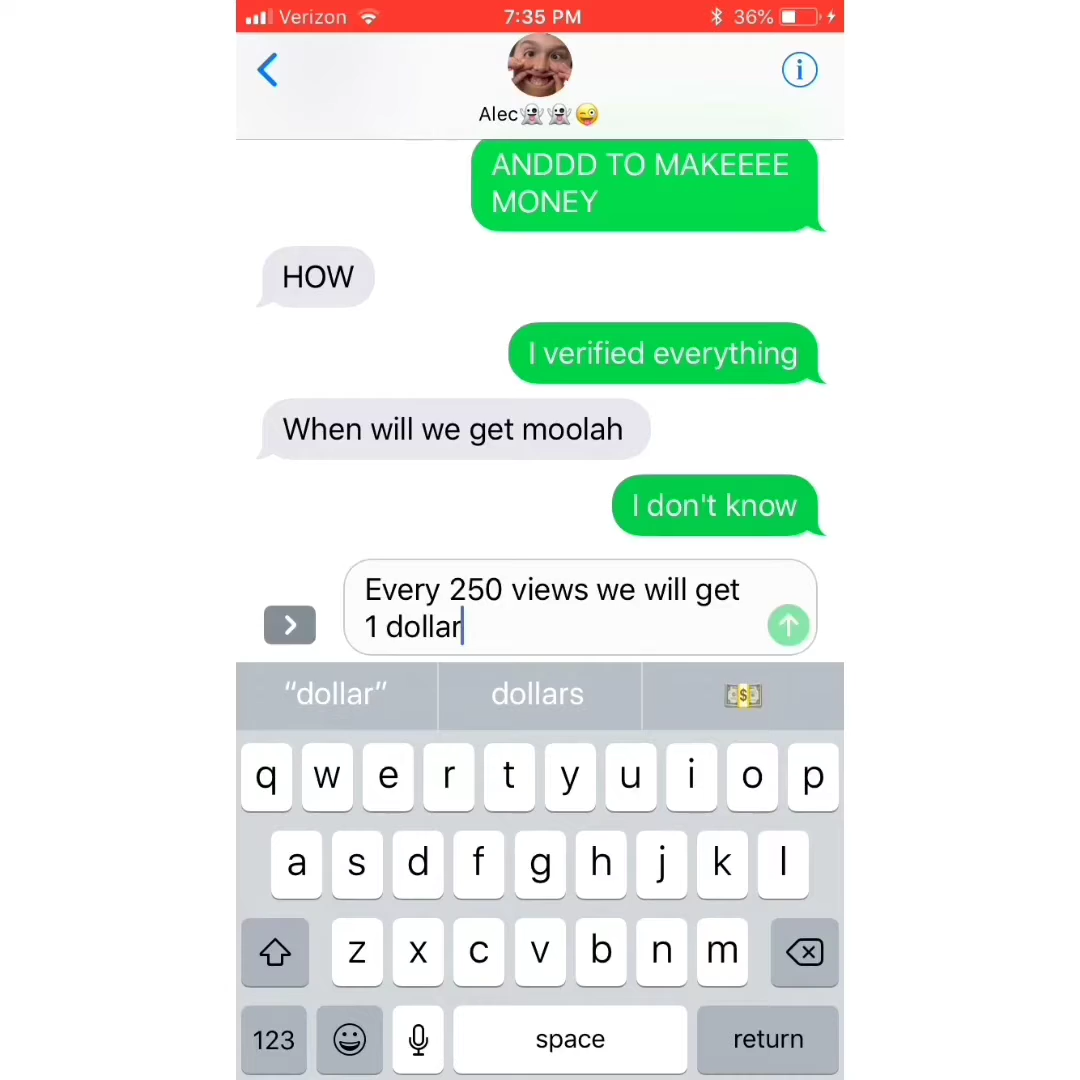 Verizon 7:35 PM 36%
Alec👻👻😜
ANDDD TO MAKEEEE
MONEY
HOW
I verified everything
When will we get moolah
I don't know
Every 250 views we will get
1 dollar
“dollar” dollars 💵
q w e r t y u i o p
a s d f g h j k l
z x c v b n m
123 space return